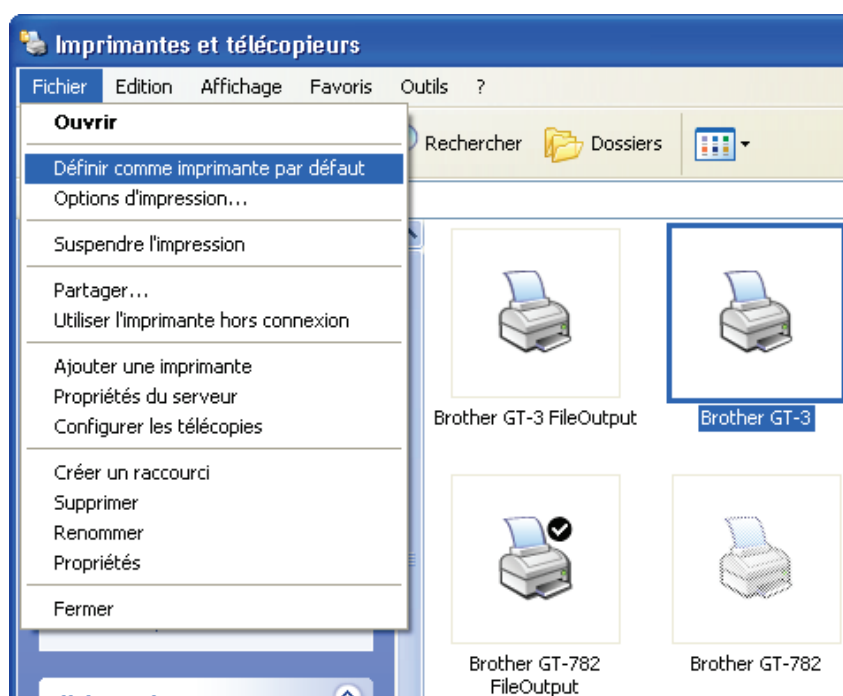 Imprimantes et télécopieurs
Fichier Edition Affichage Favoris Outils ?
Rechercher Dossiers
Ouvrir
Définir comme imprimante par défaut
Options d'impression...
Suspendre l'impression
Partager...
Utiliser l'imprimante hors connexion
Ajouter une imprimante
Propriétés du serveur
Configurer les télécopies
Créer un raccourci
Supprimer
Renommer
Propriétés
Fermer
Brother GT-3 FileOutput
Brother GT-3
Brother GT-782
FileOutput
Brother GT-782